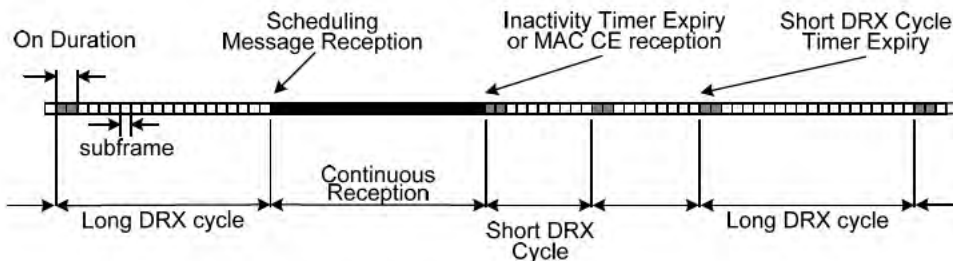 On Duration
Scheduling
Message Reception
Inactivity Timer Expiry
or MAC CE reception
Short DRX Cycle
Timer Expiry
subframe
Long DRX cycle
Continuous
Reception
Short DRX
Cycle
Long DRX cycle